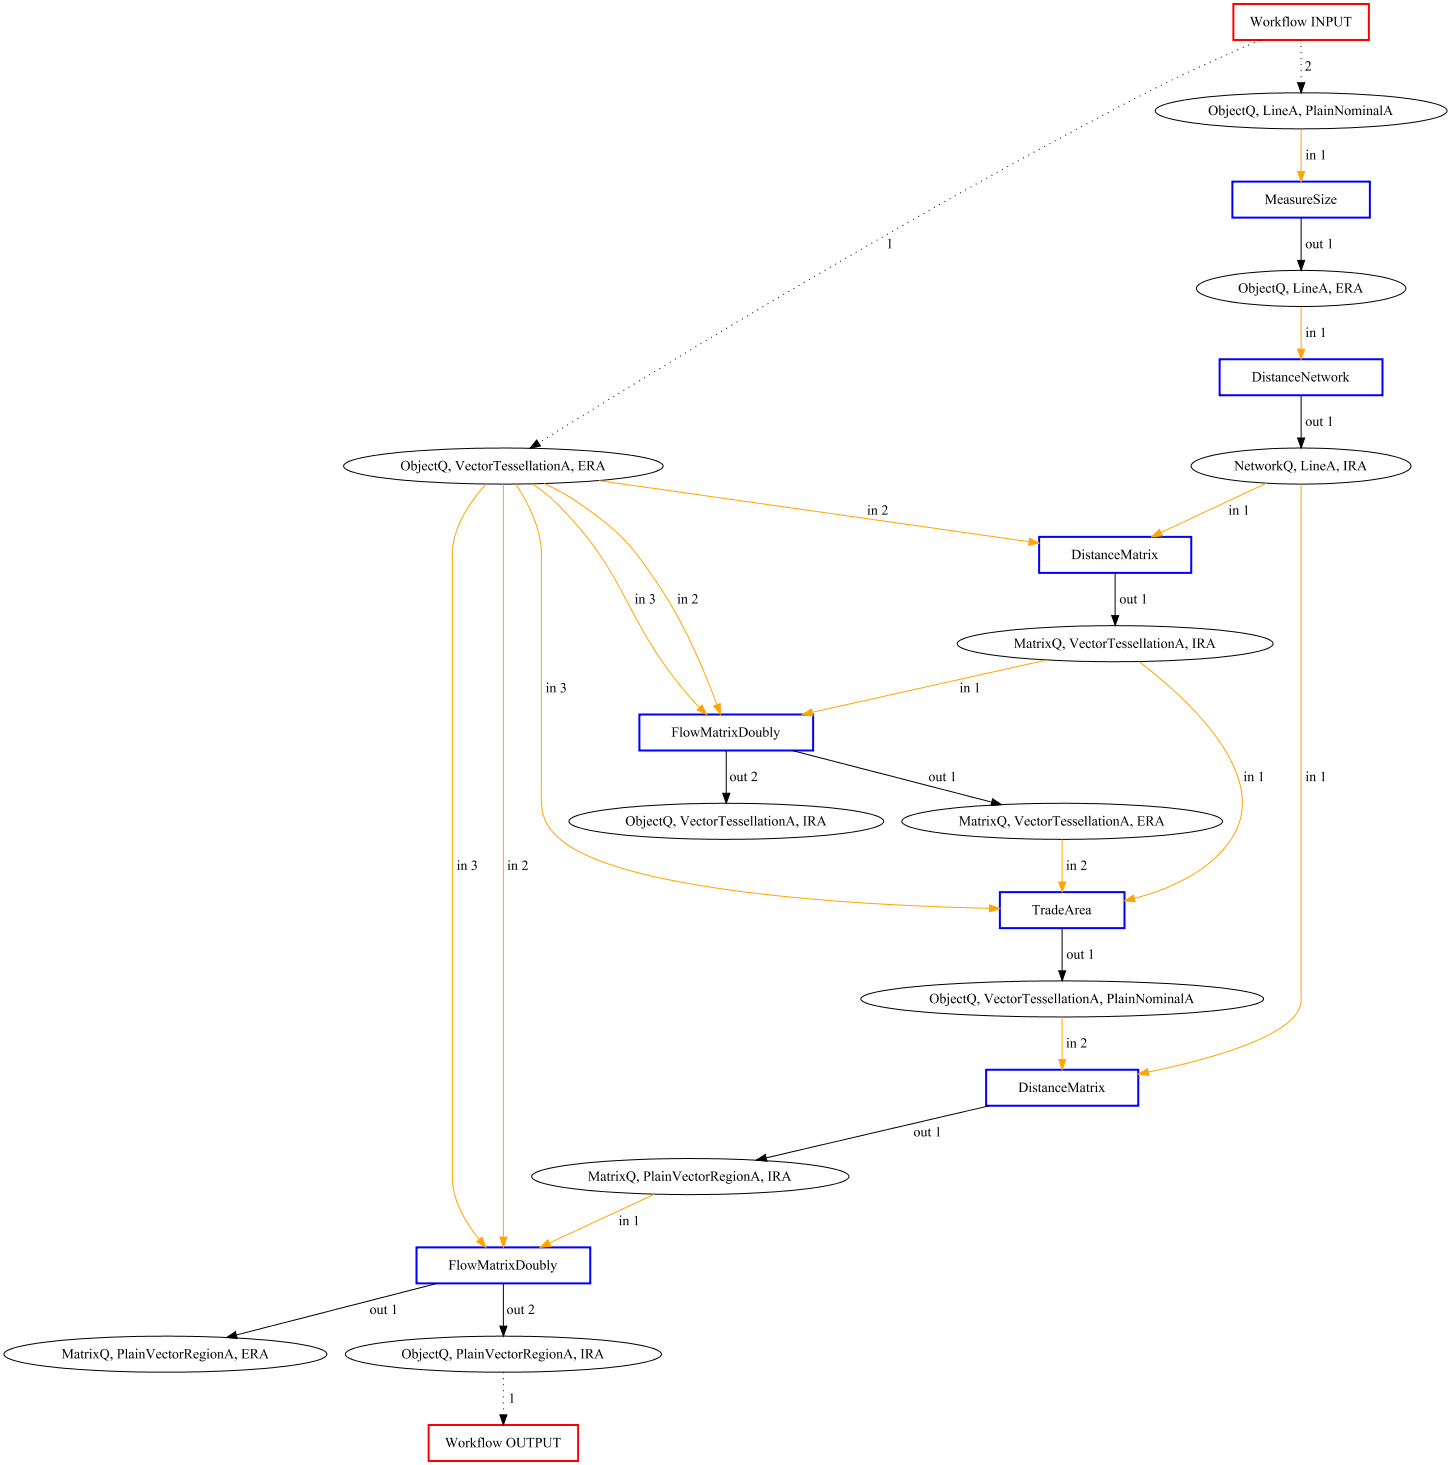 Workflow INPUT
2
ObjectQ, LineA, PlainNominalA
in 1
MeasureSize
1
out 1
ObjectQ, LineA, ERA
in 1
DistanceNetwork
out 1
ObjectQ, VectorTessellationA, ERA
NetworkQ, LineA, IRA
in 2
in 1
DistanceMatrix
in 3
in 2
out 1
MatrixQ, VectorTessellationA, IRA
in 3
in 1
FlowMatrixDoubly
out 2
out 1
in 1
in 1
ObjectQ, VectorTessellationA, IRA
MatrixQ, VectorTessellationA, ERA
in 3
in 2
in 2
TradeArea
out 1
ObjectQ, VectorTessellationA, PlainNominalA
in 2
DistanceMatrix
out 1
MatrixQ, PlainVectorRegionA, IRA
in 1
FlowMatrixDoubly
out 1
out 2
MatrixQ, PlainVectorRegionA, ERA
ObjectQ, PlainVectorRegionA, IRA
1
Workflow OUTPUT